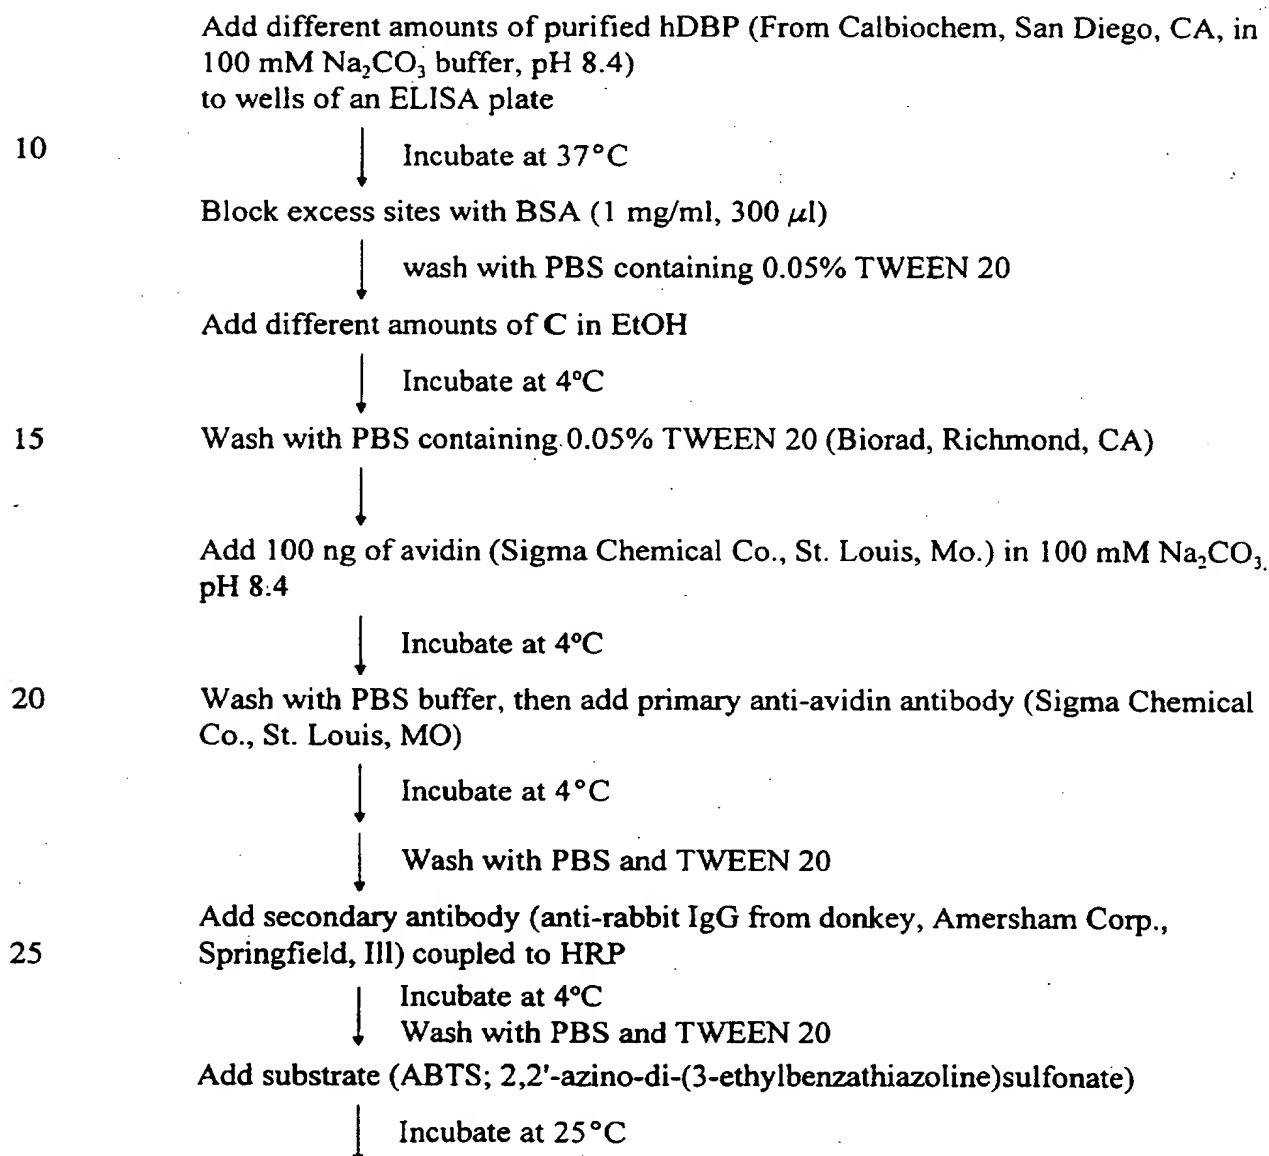 Add different amounts of purified hDBP (From Calbiochem, San Diego, CA, in
100 mM Na₂CO₃ buffer, pH 8.4)
to wells of an ELISA plate
10 Incubate at 37°C
Block excess sites with BSA (1 mg/ml, 300 μl)
wash with PBS containing 0.05% TWEEN 20
Add different amounts of C in EtOH
Incubate at 4°C
15 Wash with PBS containing 0.05% TWEEN 20 (Biorad, Richmond, CA)
Add 100 ng of avidin (Sigma Chemical Co., St. Louis, Mo.) in 100 mM Na₂CO₃,
pH 8.4
Incubate at 4°C
20 Wash with PBS buffer, then add primary anti-avidin antibody (Sigma Chemical
Co., St. Louis, MO)
Incubate at 4°C
Wash with PBS and TWEEN 20
Add secondary antibody (anti-rabbit IgG from donkey, Amersham Corp.,
25 Springfield, Ill) coupled to HRP
Incubate at 4°C
Wash with PBS and TWEEN 20
Add substrate (ABTS; 2,2'-azino-di-(3-ethylbenzathiazoline)sulfonate)
Incubate at 25°C